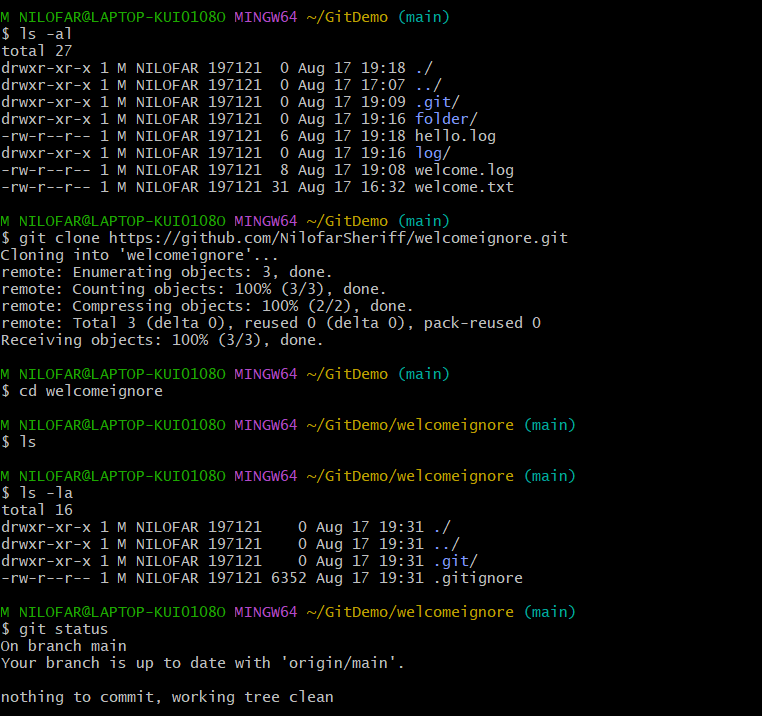 M NILOFAR@LAPTOP-KUI0108O MINGW64 ~/GitDemo (main)
$ ls -al
total 27
drwxr-xr-x 1 M NILOFAR 197121  0 Aug 17 19:18 ./
drwxr-xr-x 1 M NILOFAR 197121  0 Aug 17 17:07 ../
drwxr-xr-x 1 M NILOFAR 197121  0 Aug 17 19:09 .git/
drwxr-xr-x 1 M NILOFAR 197121  0 Aug 17 19:16 folder/
-rw-r--r-- 1 M NILOFAR 197121  6 Aug 17 19:18 hello.log
drwxr-xr-x 1 M NILOFAR 197121  0 Aug 17 19:16 log/
-rw-r--r-- 1 M NILOFAR 197121  8 Aug 17 19:08 welcome.log
-rw-r--r-- 1 M NILOFAR 197121 31 Aug 17 16:32 welcome.txt
M NILOFAR@LAPTOP-KUI0108O MINGW64 ~/GitDemo (main)
$ git clone https://github.com/NilofarSheriff/welcomeignore.git
Cloning into 'welcomeignore'...
remote: Enumerating objects: 3, done.
remote: Counting objects: 100% (3/3), done.
remote: Compressing objects: 100% (2/2), done.
remote: Total 3 (delta 0), reused 0 (delta 0), pack-reused 0
Receiving objects: 100% (3/3), done.
M NILOFAR@LAPTOP-KUI0108O MINGW64 ~/GitDemo (main)
$ cd welcomeignore
M NILOFAR@LAPTOP-KUI0108O MINGW64 ~/GitDemo/welcomeignore (main)
$ ls
M NILOFAR@LAPTOP-KUI0108O MINGW64 ~/GitDemo/welcomeignore (main)
$ ls -la
total 16
drwxr-xr-x 1 M NILOFAR 197121    0 Aug 17 19:31 ./
drwxr-xr-x 1 M NILOFAR 197121    0 Aug 17 19:31 ../
drwxr-xr-x 1 M NILOFAR 197121    0 Aug 17 19:31 .git/
-rw-r--r-- 1 M NILOFAR 197121 6352 Aug 17 19:31 .gitignore
M NILOFAR@LAPTOP-KUI0108O MINGW64 ~/GitDemo/welcomeignore (main)
$ git status
On branch main
Your branch is up to date with 'origin/main'.
nothing to commit, working tree clean